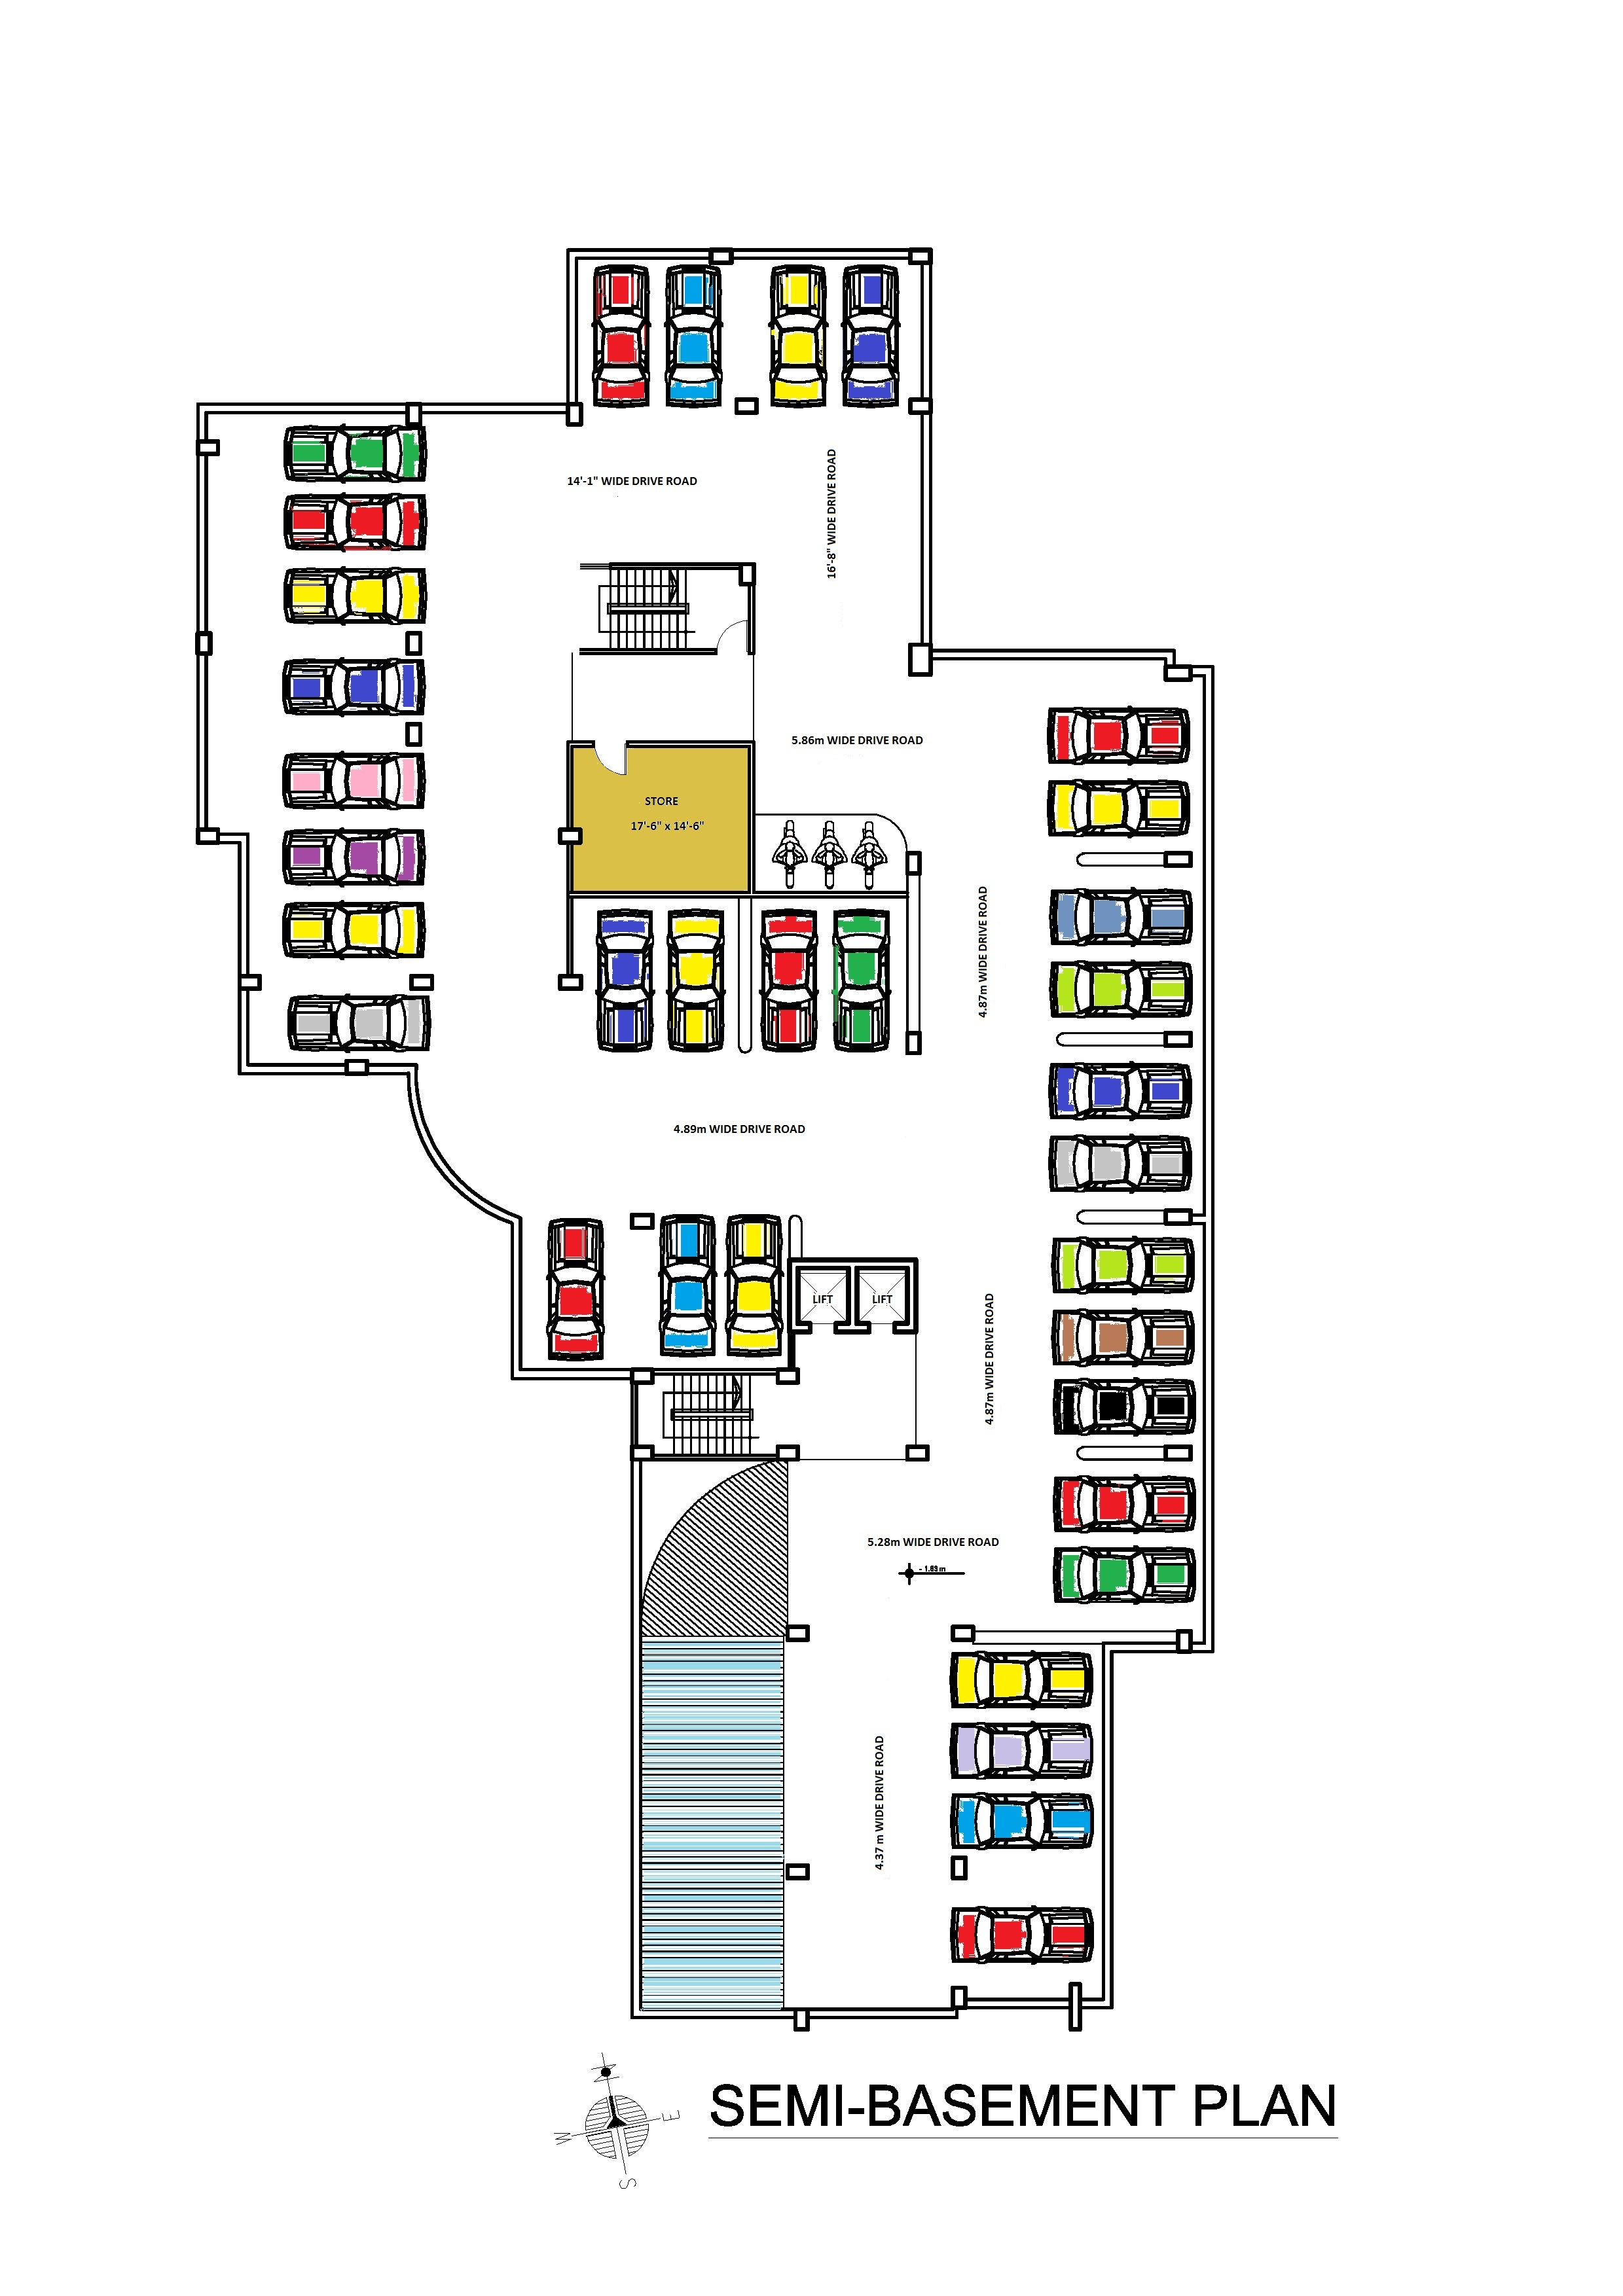 14'-1" WIDE DRIVE ROAD
16'-8" WIDE DRIVE ROAD
5.86m WIDE DRIVE ROAD
STORE
17'-6" x 14'-6"
4.87m WIDE DRIVE ROAD
4.89m WIDE DRIVE ROAD
LIFT
LIFT
4.87m WIDE DRIVE ROAD
5.28m WIDE DRIVE ROAD
- 1.63 m
4.37 m WIDE DRIVE ROAD
N
W
E
S
SEMI-BASEMENT PLAN